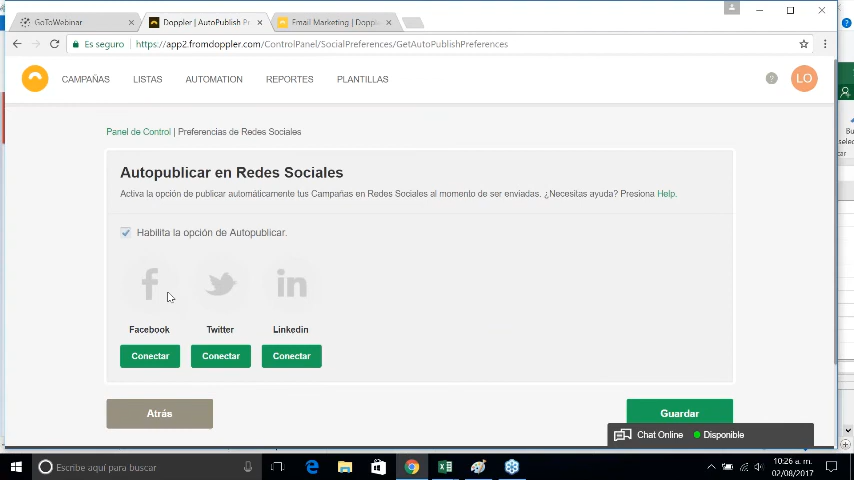 GoToWebinar
Doppler | AutoPublish Pr
Email Marketing | Dopple
Es seguro
https://app2.fromdoppler.com/ControlPanel/SocialPreferences/GetAutoPublishPreferences
CAMPAÑAS LISTAS AUTOMATION REPORTES PLANTILLAS
? LO
Panel de Control | Preferencias de Redes Sociales
Autopublicar en Redes Sociales
Activa la opción de publicar automáticamente tus Campañas en Redes Sociales al momento de ser enviadas. ¿Necesitas ayuda? Presiona Help.
Habilita la opción de Autopublicar.
Facebook Twitter Linkedin
Conectar Conectar Conectar
Atrás Guardar
Chat Online Disponible
Escribe aquí para buscar
10:26 a. m.
02/08/2017